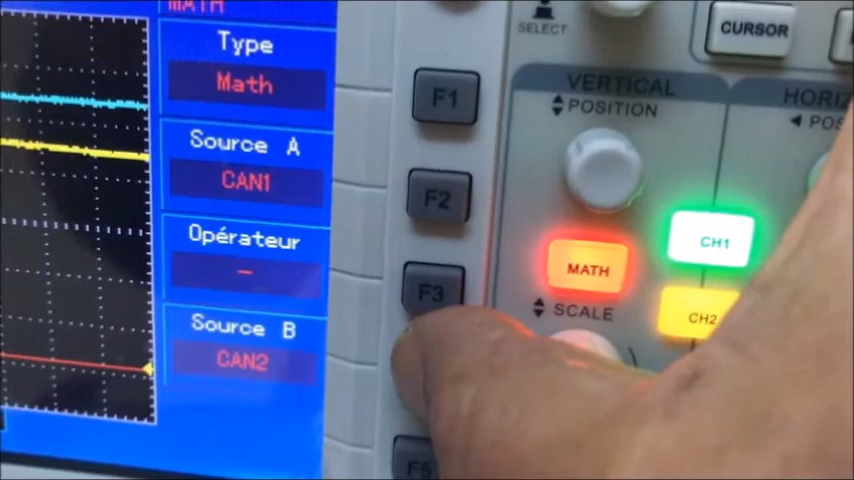 MATH
Type
Math
Source A
CAN1
Opérateur
—
Source B
CAN2
F1
F2
F3
F5
SELECT
CURSOR
VERTICAL
POSITION
MATH
CH1
SCALE
CH2
HORIZ
POS